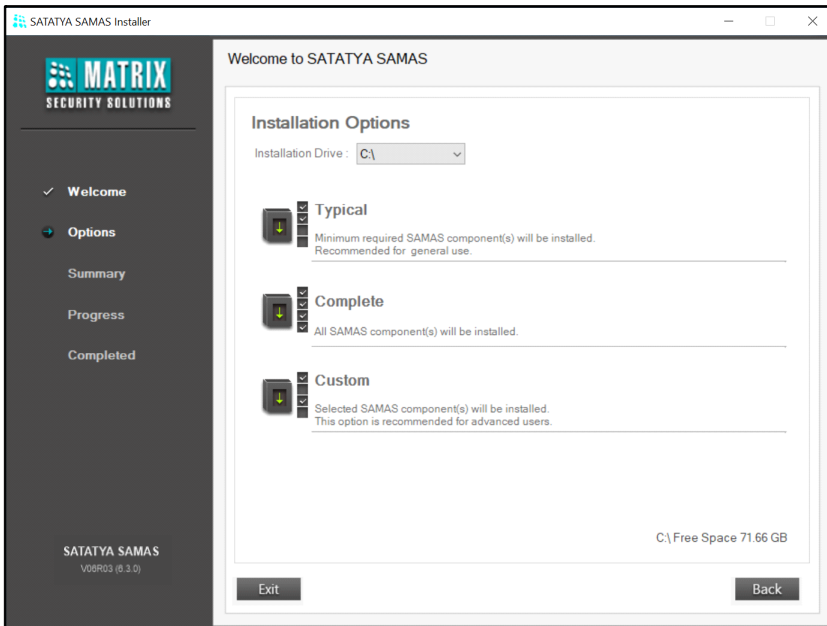 SATATYA SAMAS Installer
MATRIX
SECURITY SOLUTIONS
Welcome
Options
Summary
Progress
Completed
SATATYA SAMAS
V06R03 (6.3.0)
Welcome to SATATYA SAMAS
Installation Options
Installation Drive : C:\
Typical
Minimum required SAMAS component(s) will be installed.
Recommended for general use.
Complete
All SAMAS component(s) will be installed.
Custom
Selected SAMAS component(s) will be installed.
This option is recommended for advanced users.
C:\ Free Space 71.66 GB
Exit
Back